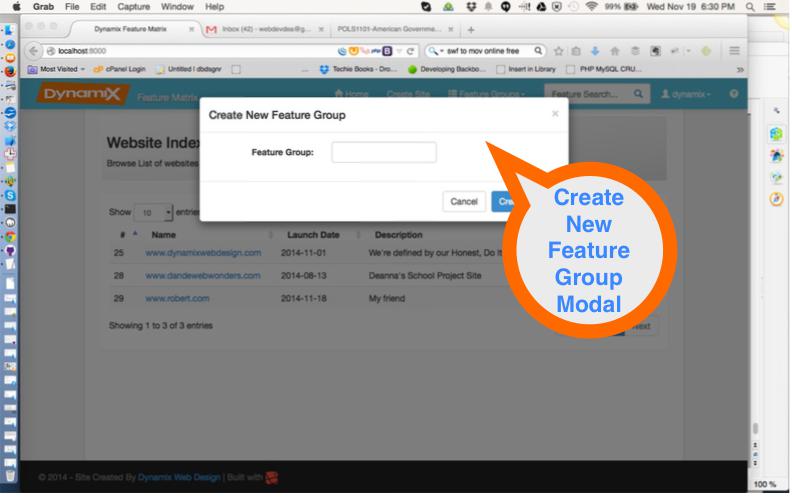 Grab File Edit Capture Window Help 99% Wed Nov 19 6:30 PM
Dynamix Feature Matrix × Inbox (42) - webdevdea@g... × POLS1101-American Governme... × +
localhost:8000 swf to mov online free
Most Visited cPanel Login Untitled | dbdsgnr ... Techie Books - Dro... Developing Backbo... Insert in Library PHP MySQL CRU... »
DynamiX Feature Matrix Home Create Site Feature Groups Feature Search... dynamix
Create New Feature Group ×
Website Index
Browse List of websites
Feature Group:
Cancel
Create
New
Feature
Group
Modal
Show 10 entries
# Name Launch Date Description
25 www.dynamixwebdesign.com 2014-11-01 We're defined by our Honest, Do It
28 www.dandewebwonders.com 2014-08-13 Deanna's School Project Site
29 www.robert.com 2014-11-18 My friend
Showing 1 to 3 of 3 entries Next
© 2014 - Site Created By Dynamix Web Design | Built with
100 %